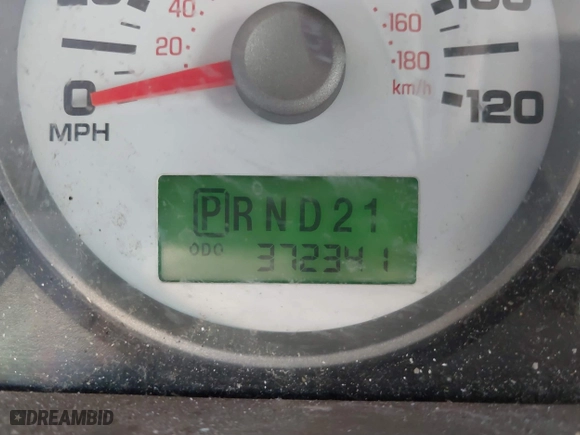 40
160
20
180
km/h
0
120
MPH
PRND21
ODO 372341
DREAMBID